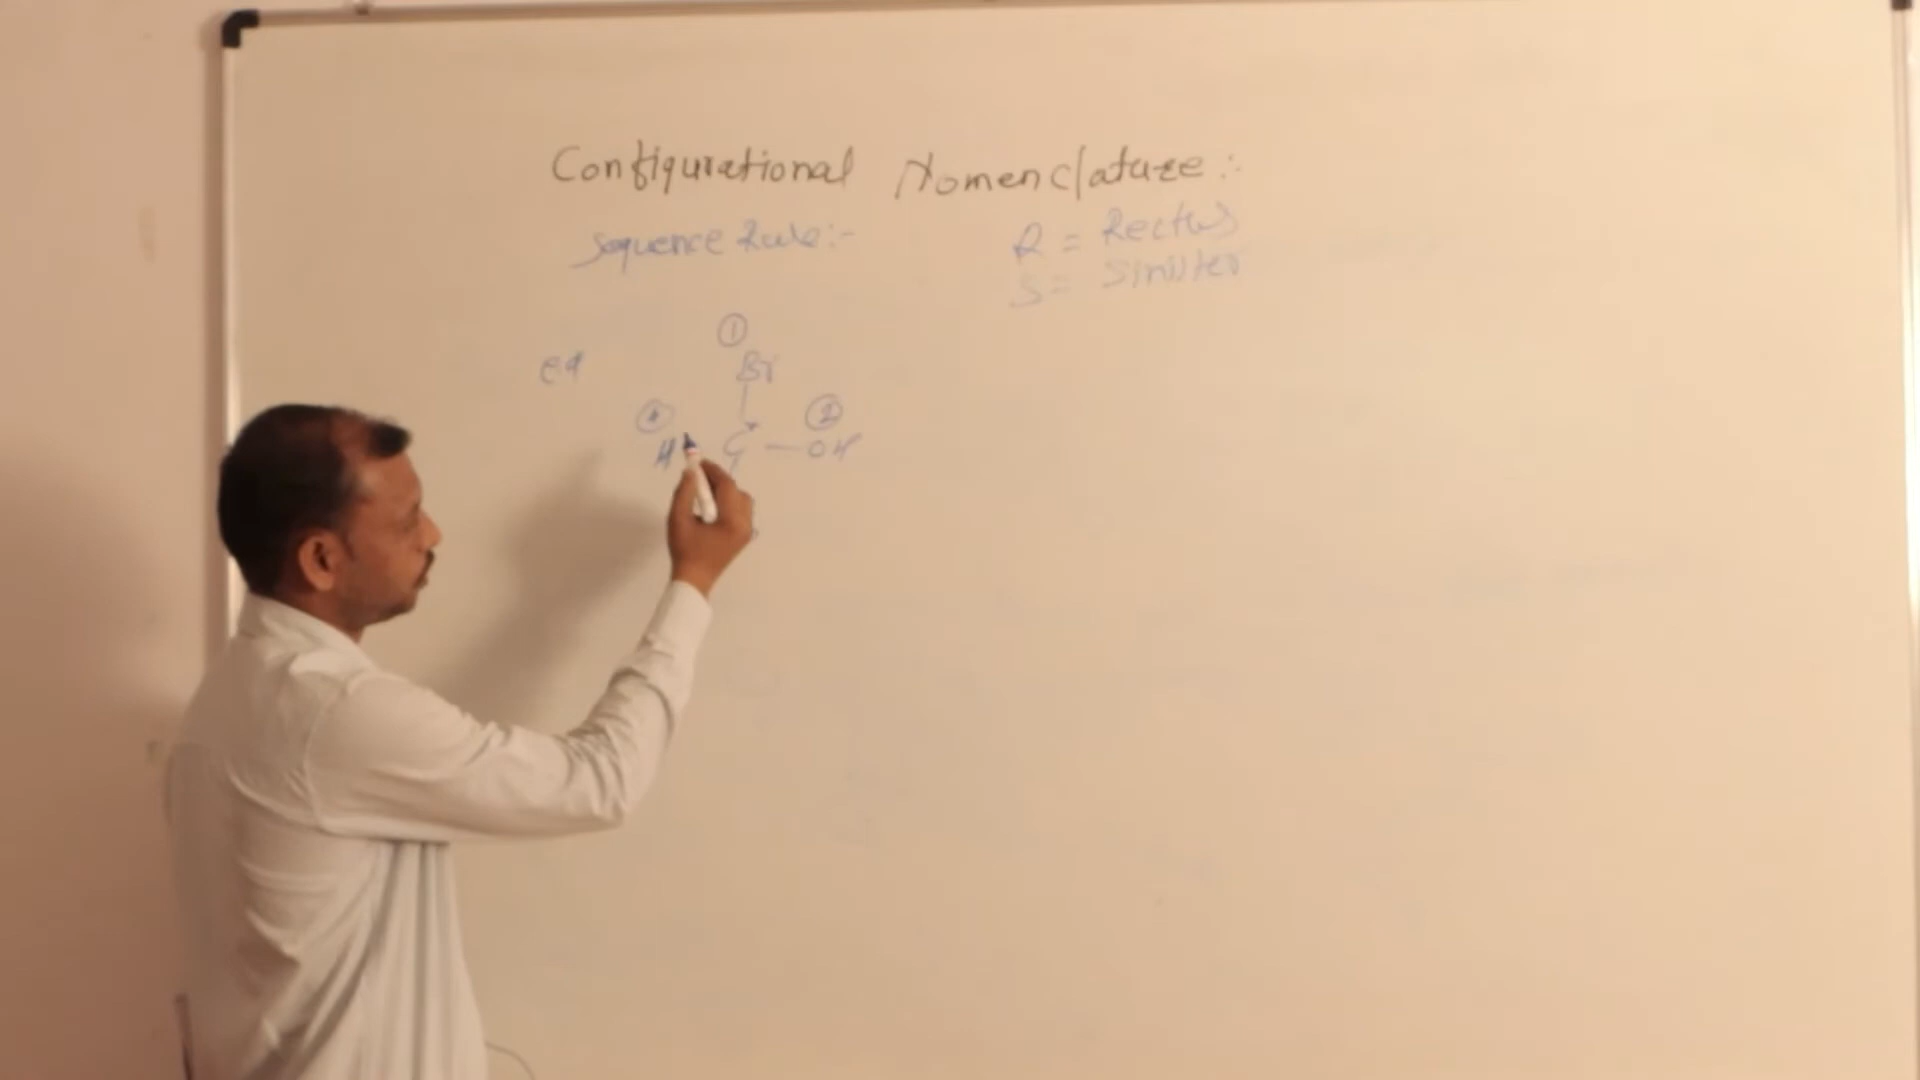 Configurational Nomenclature :-
Sequence Rule :-
R = Rectus
S = Sinister
①
eg Br
④ ②
H C* — OH